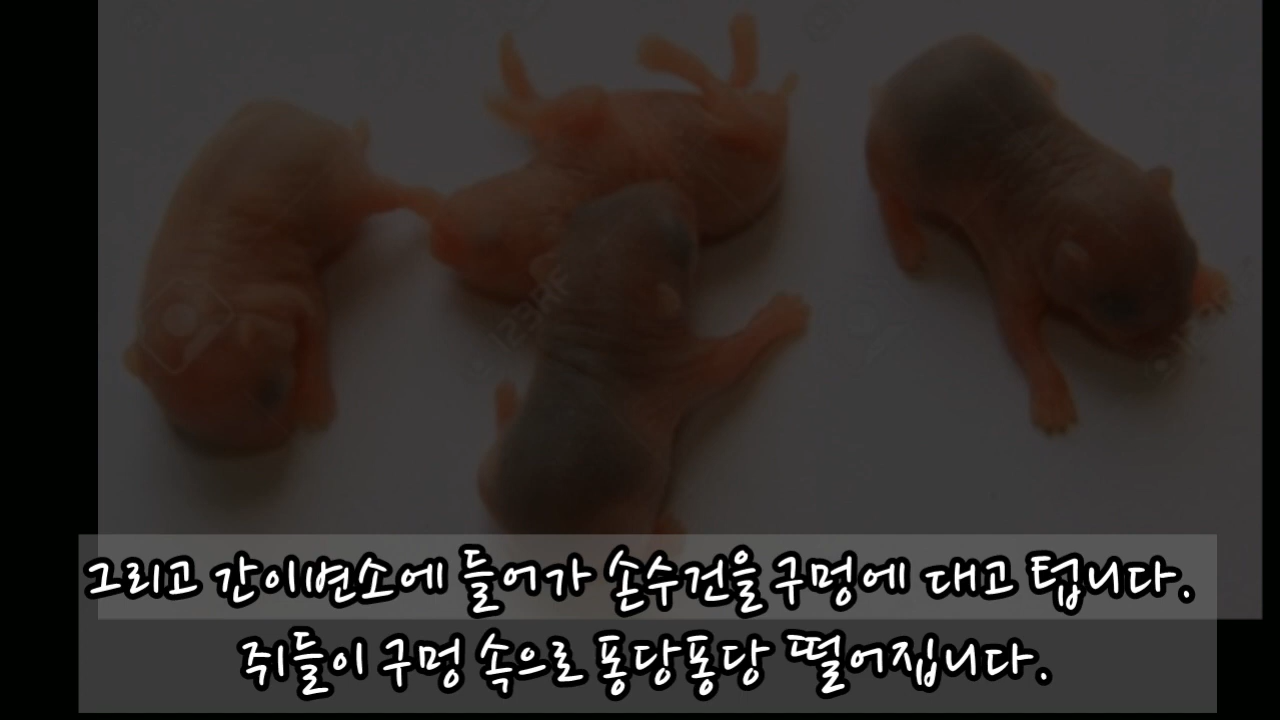 그리고 간이변소에 들어가 손수건을 구멍에 대고 텁니다.
쥐들이 구멍 속으로 퐁당퐁당 떨어집니다.
123RF